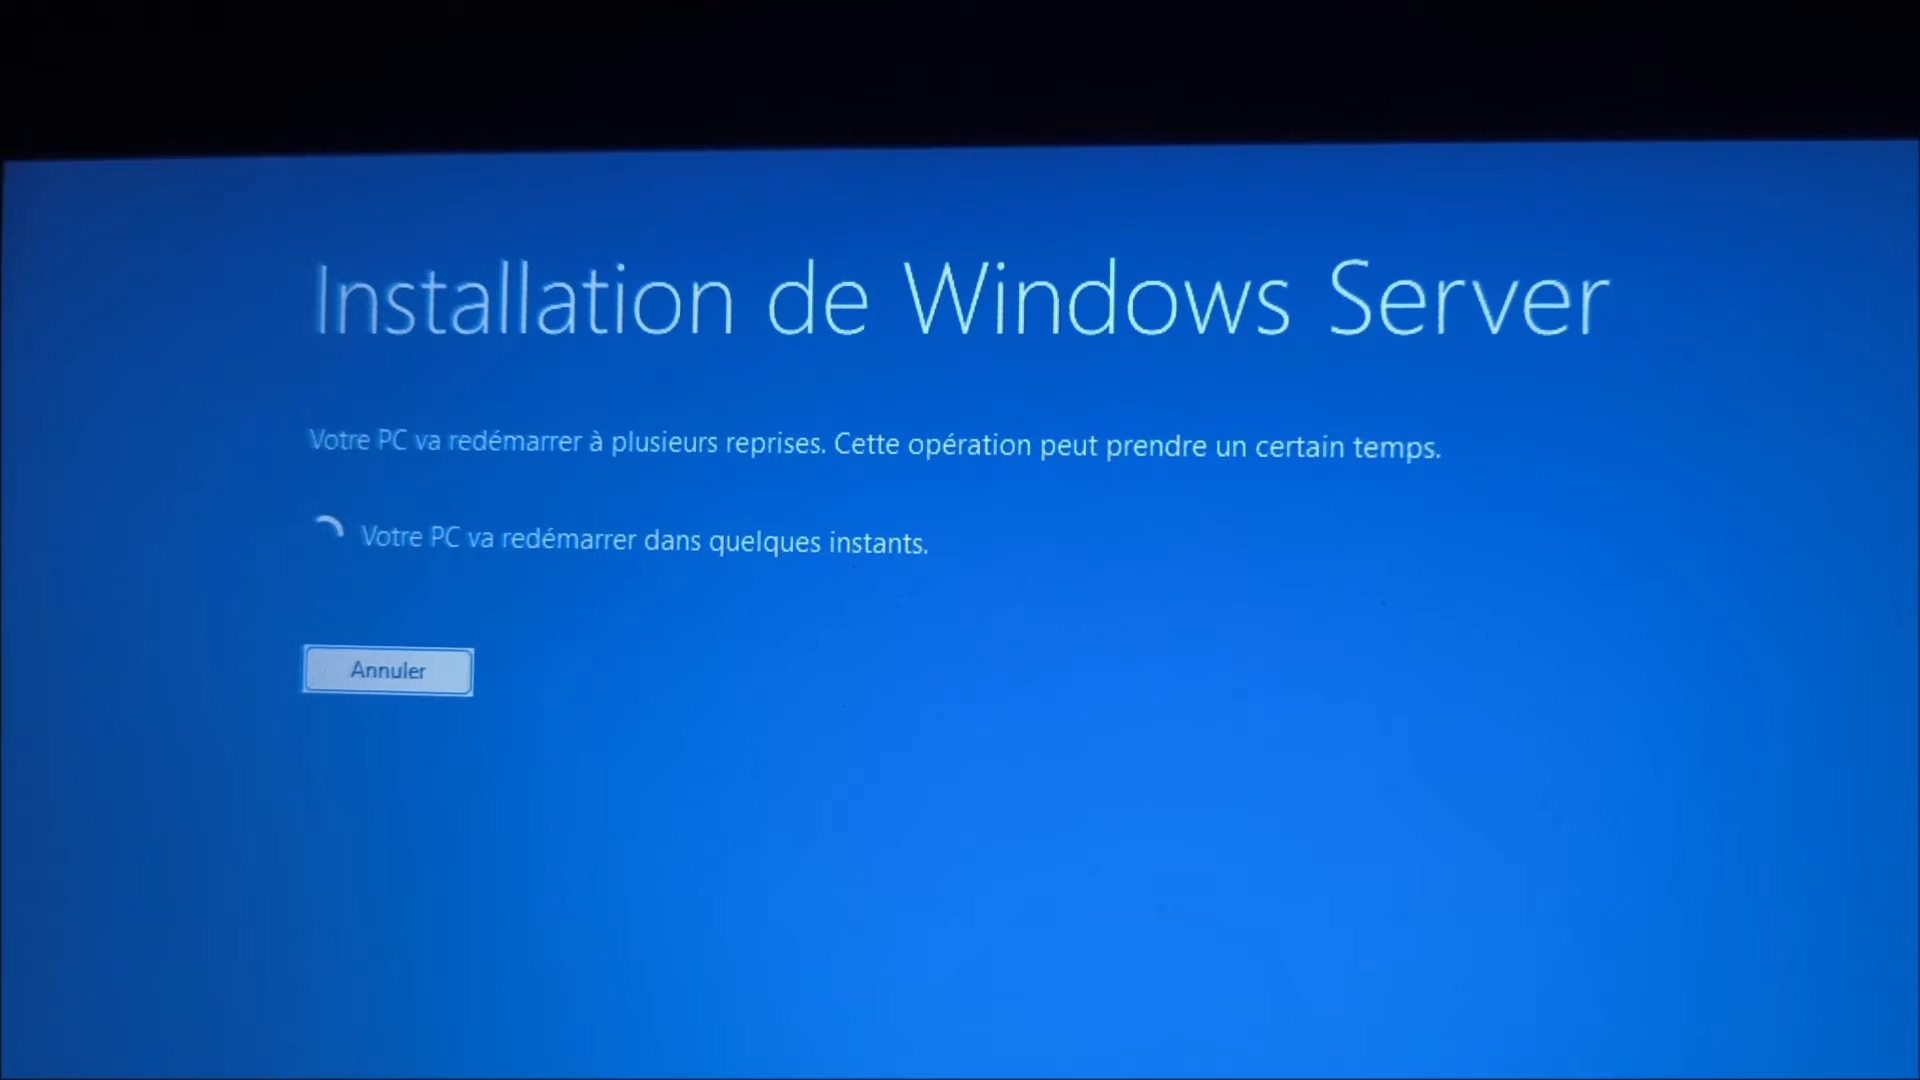 Installation de Windows Server
Votre PC va redémarrer à plusieurs reprises. Cette opération peut prendre un certain temps.
Votre PC va redémarrer dans quelques instants.
Annuler